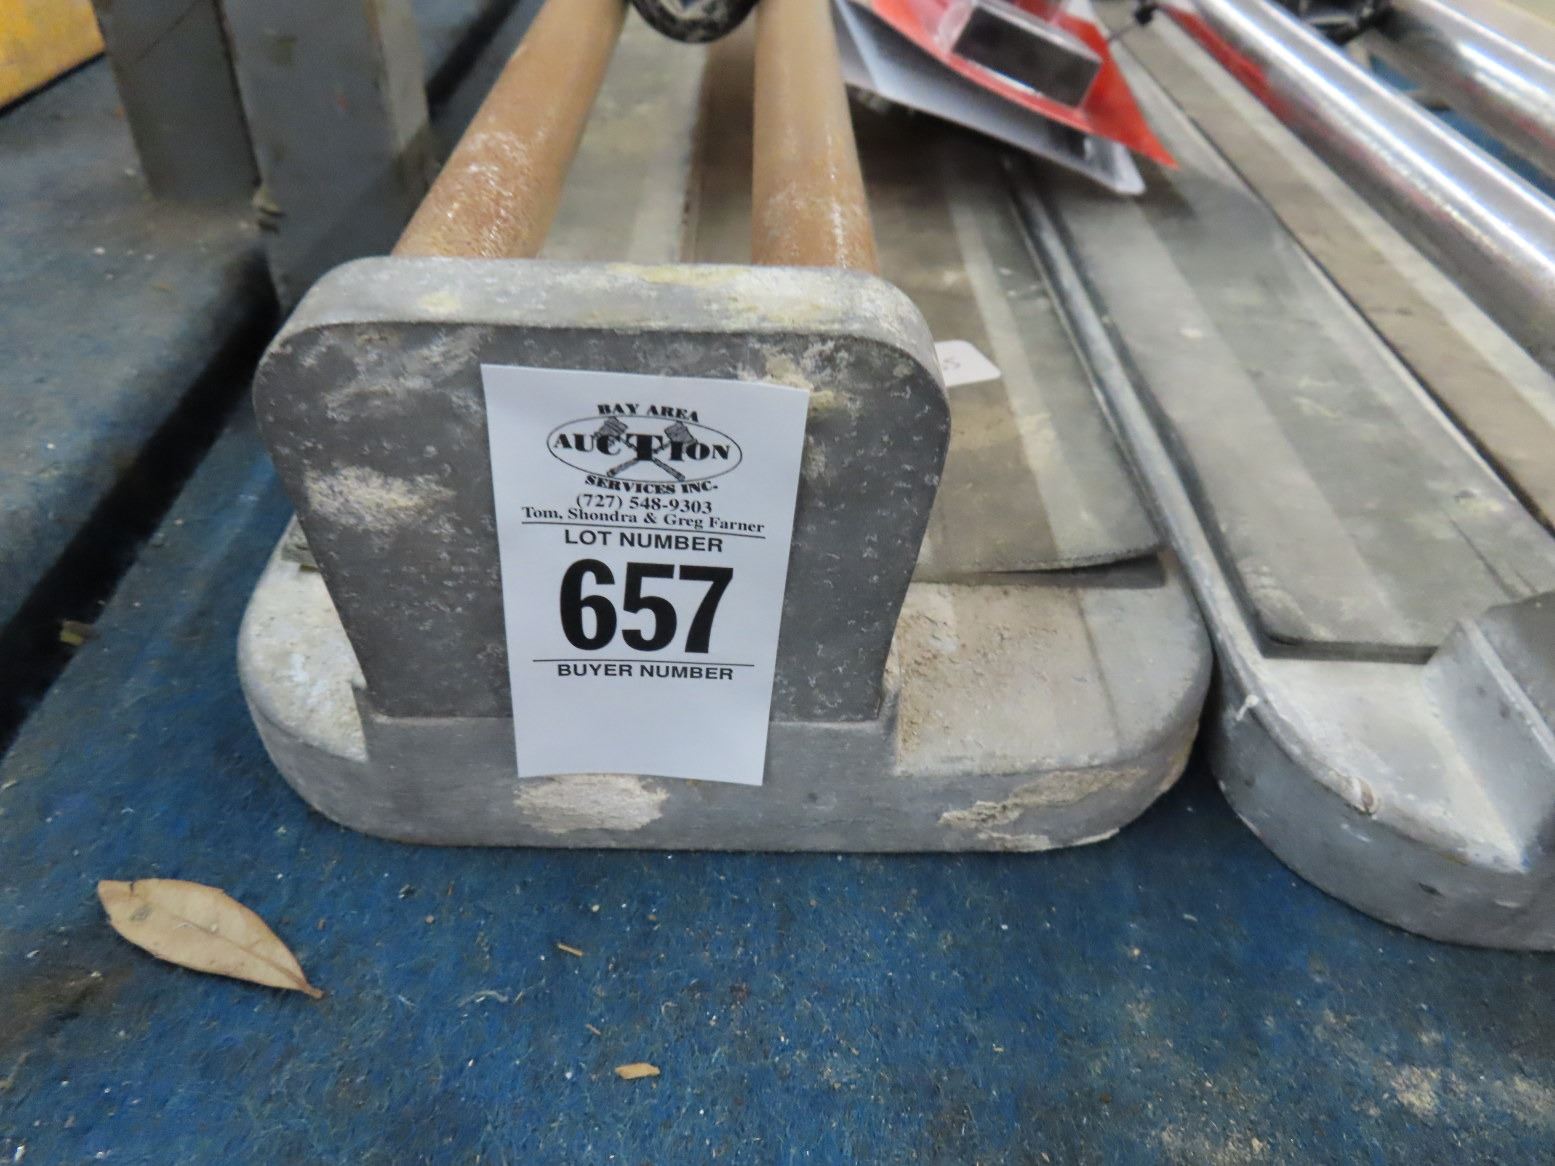 BAY AREA
AUCTION
SERVICES INC.
(727) 548-9303
Tom, Shondra & Greg Farner
LOT NUMBER
657
BUYER NUMBER